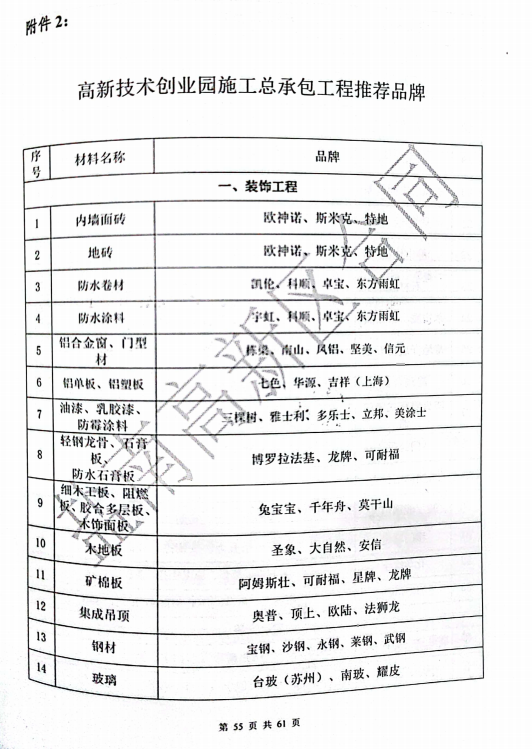 附件 2:
高新技术创业园施工总承包工程推荐品牌
序号 材料名称 品牌
一、装饰工程
1 内墙面砖 欧神诺、斯米克、特地
2 地砖 欧神诺、斯米克、特地
3 防水卷材 凯伦、科顺、卓宝、东方雨虹
4 防水涂料 宇虹、科顺、卓宝、东方雨虹
5 铝合金窗、门型材 栋梁、南山、凤铝、坚美、信元
6 铝单板、铝塑板 七色、华源、吉祥（上海）
7 油漆、乳胶漆、防霉涂料 三棵树、雅士利、多乐士、立邦、美涂士
8 轻钢龙骨、石膏板、防水石膏板 博罗拉法基、龙牌、可耐福
9 细木工板、阻燃板、胶合多层板、木饰面板 兔宝宝、千年舟、莫干山
10 木地板 圣象、大自然、安信
11 矿棉板 阿姆斯壮、可耐福、星牌、龙牌
12 集成吊顶 奥普、顶上、欧陆、法狮龙
13 钢材 宝钢、沙钢、永钢、莱钢、武钢
14 玻璃 台玻（苏州）、南玻、耀皮
第 55 页 共 61 页
南高新区合同